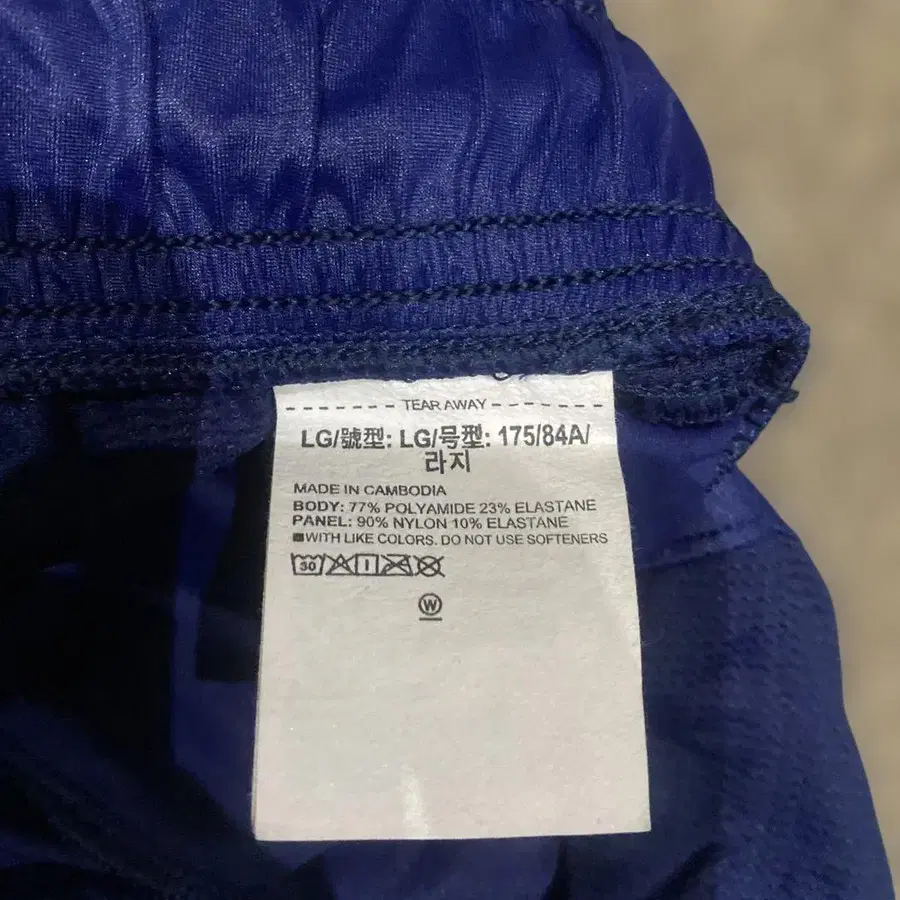 TEAR AWAY
LG/號型: LG/号型: 175/84A/
라지
MADE IN CAMBODIA
BODY: 77% POLYAMIDE 23% ELASTANE
PANEL: 90% NYLON 10% ELASTANE
■WITH LIKE COLORS. DO NOT USE SOFTENERS
30
W